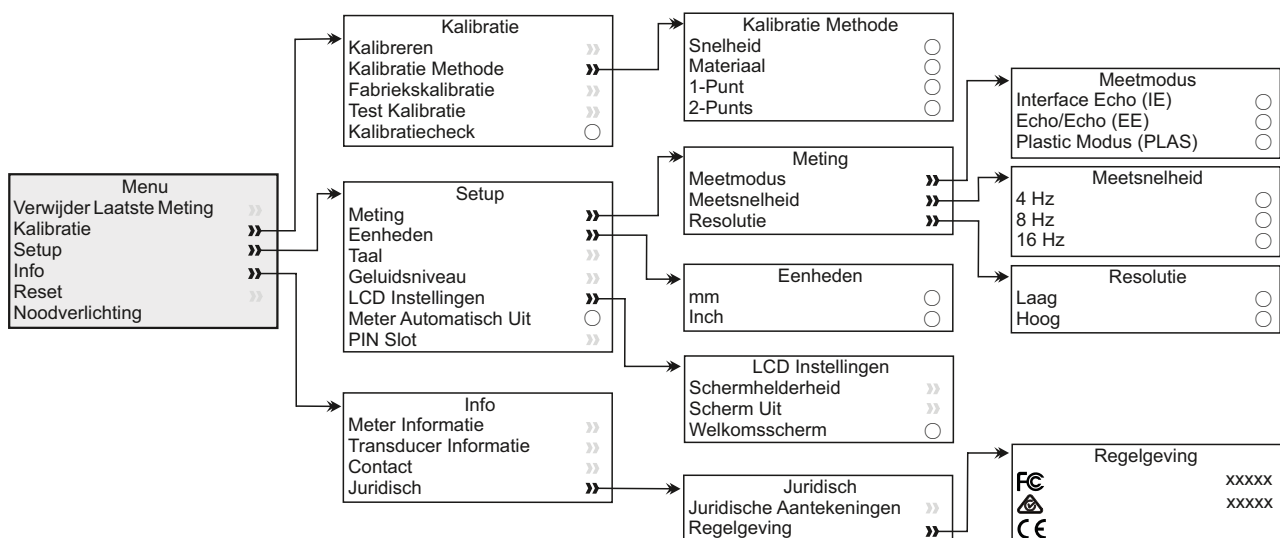 Menu
Verwijder Laatste Meting
Kalibratie
Setup
Info
Reset
Noodverlichting
Kalibratie
Kalibreren
Kalibratie Methode
Fabriekskalibratie
Test Kalibratie
Kalibratiecheck
Setup
Meting
Eenheden
Taal
Geluidsniveau
LCD Instellingen
Meter Automatisch Uit
PIN Slot
Info
Meter Informatie
Transducer Informatie
Contact
Juridisch
Kalibratie Methode
Snelheid
Materiaal
1-Punt
2-Punts
Meting
Meetmodus
Meetsnelheid
Resolutie
Eenheden
mm
Inch
LCD Instellingen
Schermhelderheid
Scherm Uit
Welkomsscherm
Juridisch
Juridische Aantekeningen
Regelgeving
Meetmodus
Interface Echo (IE)
Echo/Echo (EE)
Plastic Modus (PLAS)
Meetsnelheid
4 Hz
8 Hz
16 Hz
Resolutie
Laag
Hoog
Regelgeving
FC xxxxx
xxxxx
CE